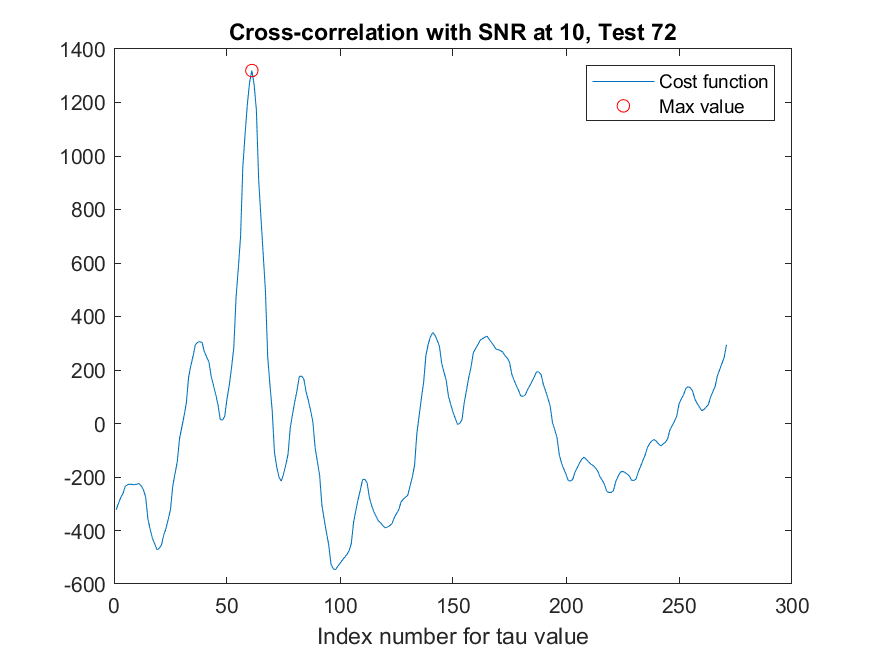 Cross-correlation with SNR at 10, Test 72
1400
1200
1000
800
600
400
200
0
-200
-400
-600
Cost function
Max value
0 50 100 150 200 250 300
Index number for tau value